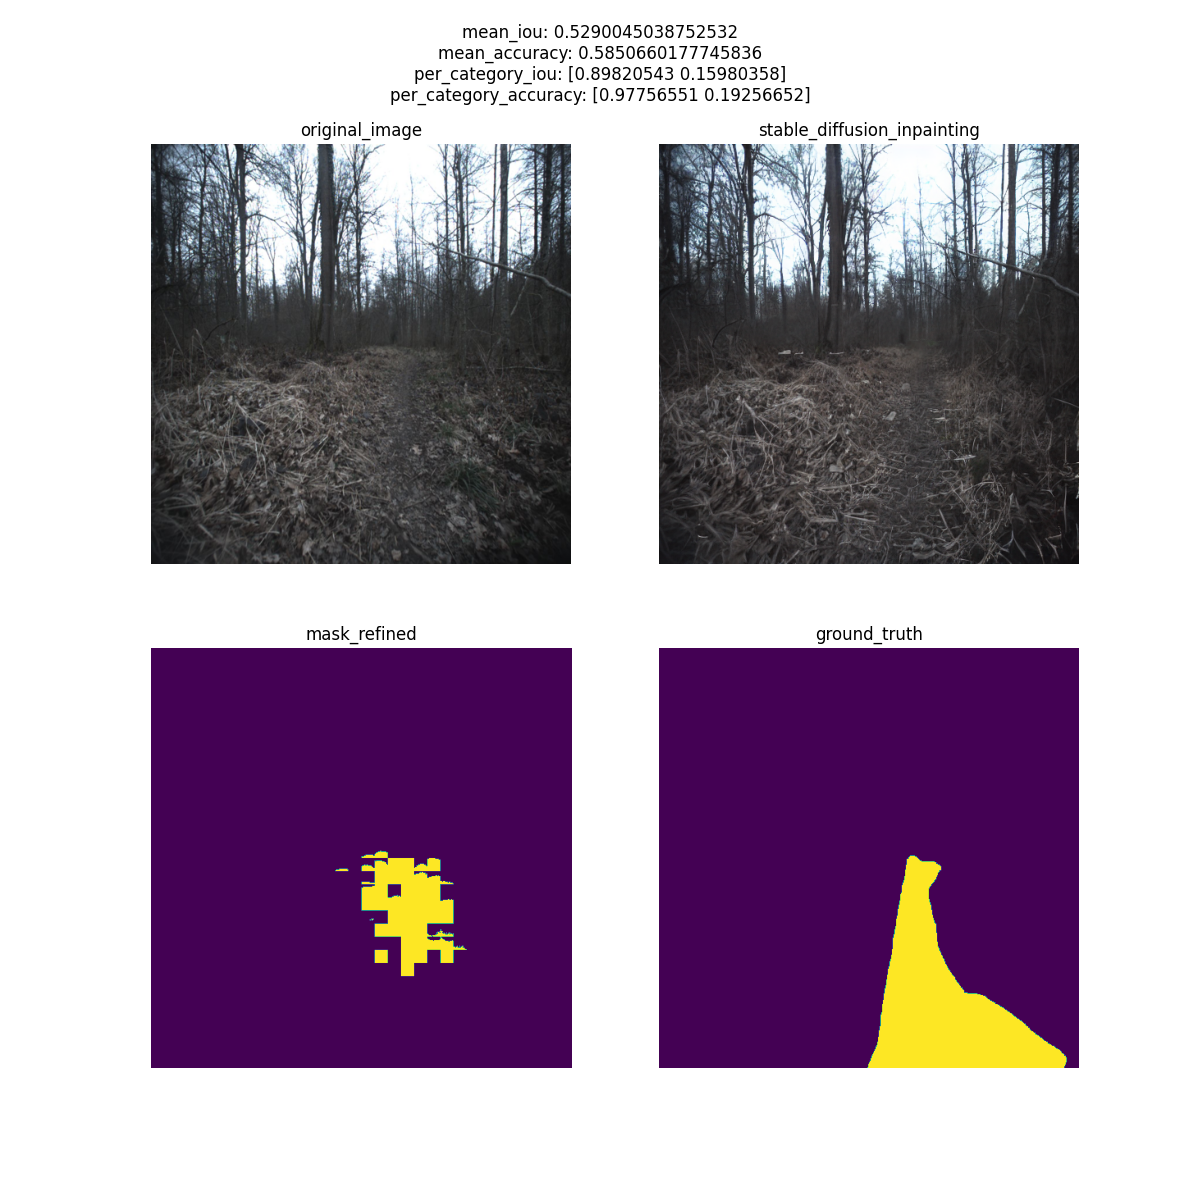 mean_iou: 0.5290045038752532
mean_accuracy: 0.5850660177745836
per_category_iou: [0.89820543 0.15980358]
per_category_accuracy: [0.97756551 0.19256652]
original_image
stable_diffusion_inpainting
mask_refined
ground_truth